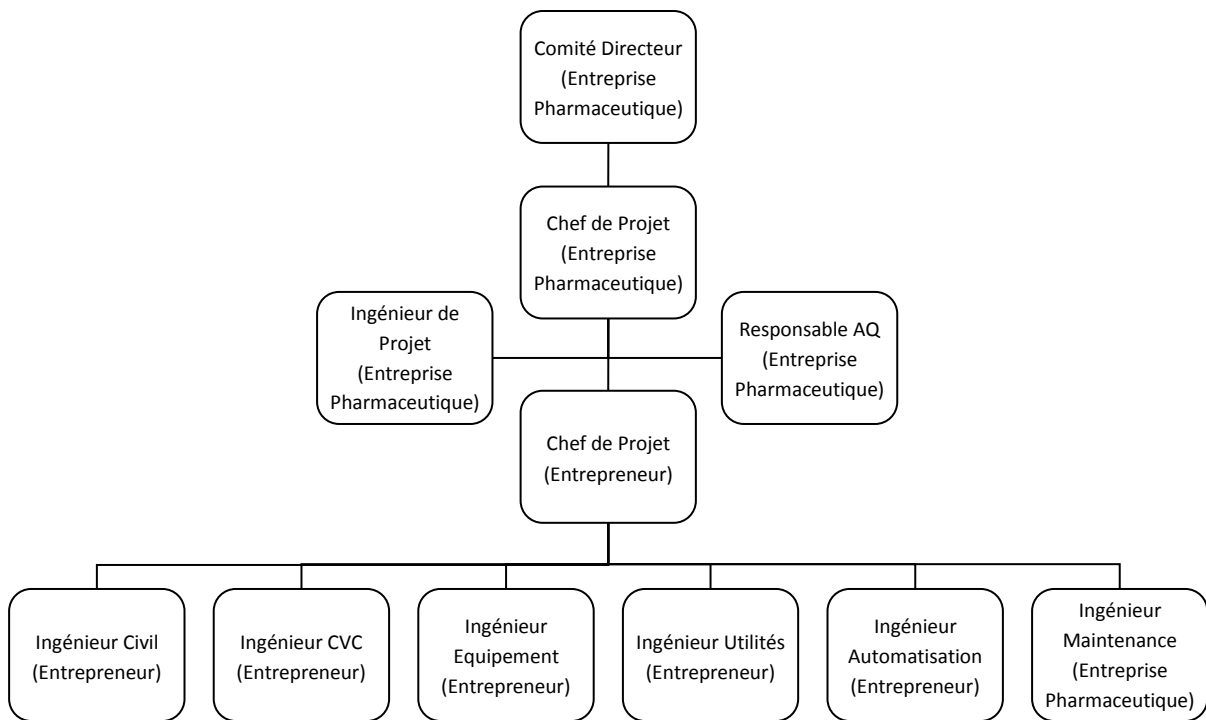 Comité Directeur
(Entreprise
Pharmaceutique)
Chef de Projet
(Entreprise
Pharmaceutique)
Ingénieur de
Projet
(Entreprise
Pharmaceutique)
Responsable AQ
(Entreprise
Pharmaceutique)
Chef de Projet
(Entrepreneur)
Ingénieur Civil
(Entrepreneur)
Ingénieur CVC
(Entrepreneur)
Ingénieur
Equipement
(Entrepreneur)
Ingénieur Utilités
(Entrepreneur)
Ingénieur
Automatisation
(Entrepreneur)
Ingénieur
Maintenance
(Entreprise
Pharmaceutique)